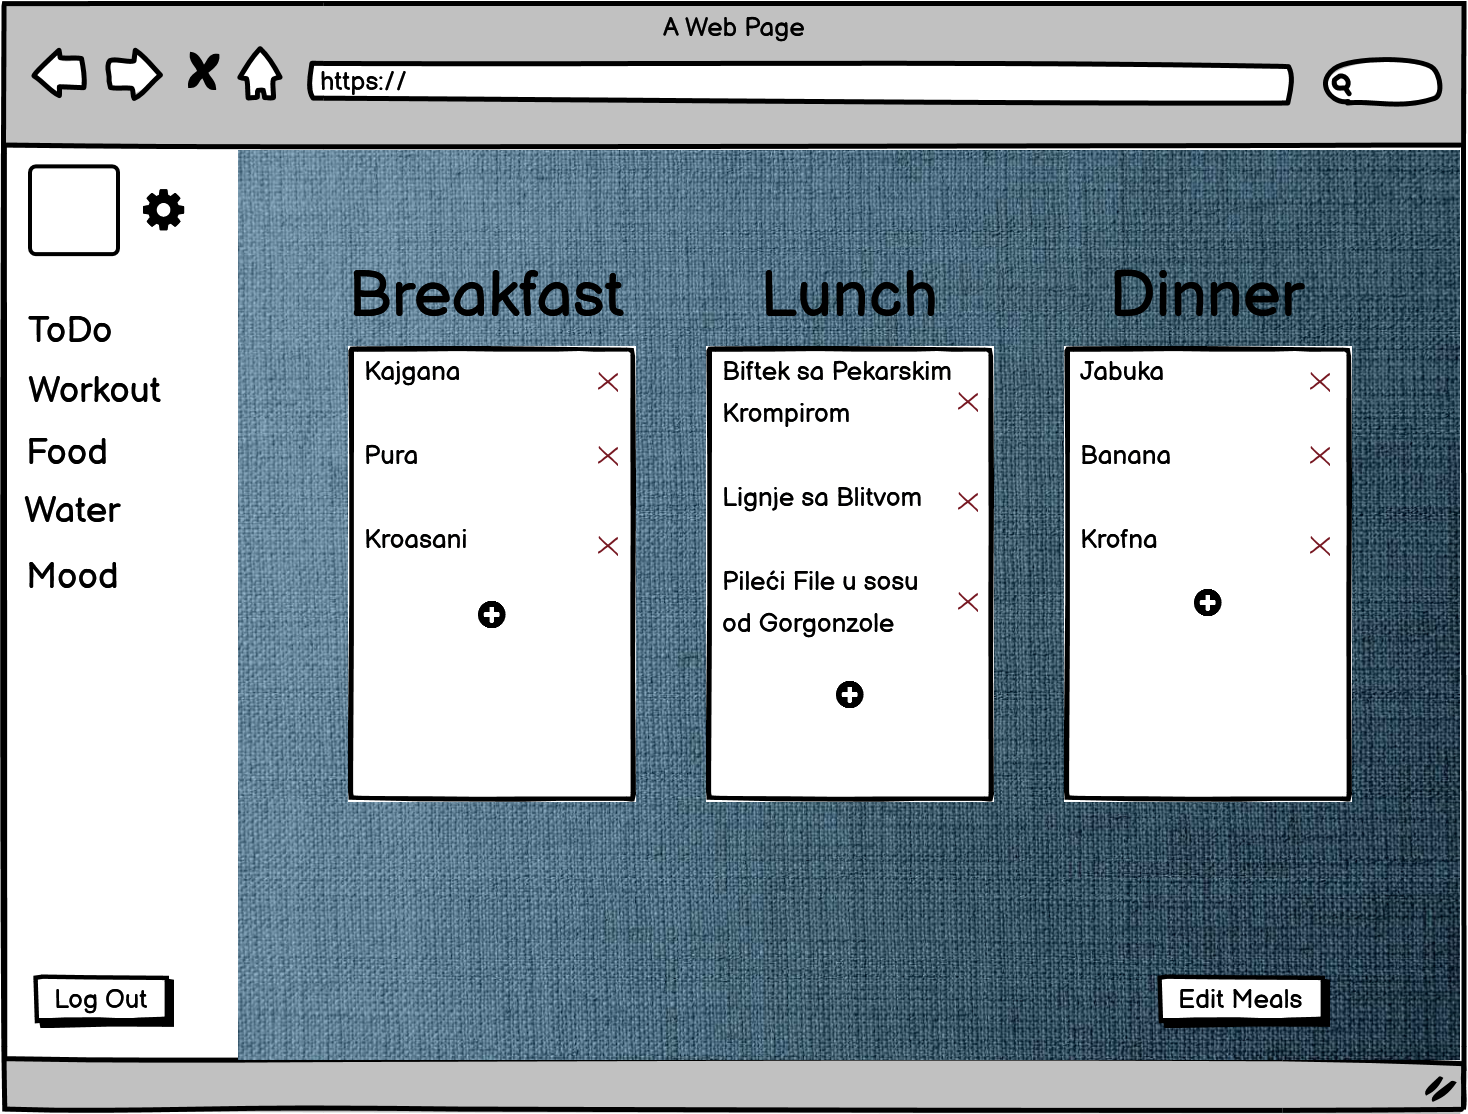 A Web Page
https://
ToDo
Workout
Food
Water
Mood
Log Out
Breakfast
Kajgana
Pura
Kroasani
Lunch
Biftek sa Pekarskim
Krompirom
Lignje sa Blitvom
Pileći File u sosu
od Gorgonzole
Dinner
Jabuka
Banana
Krofna
Edit Meals